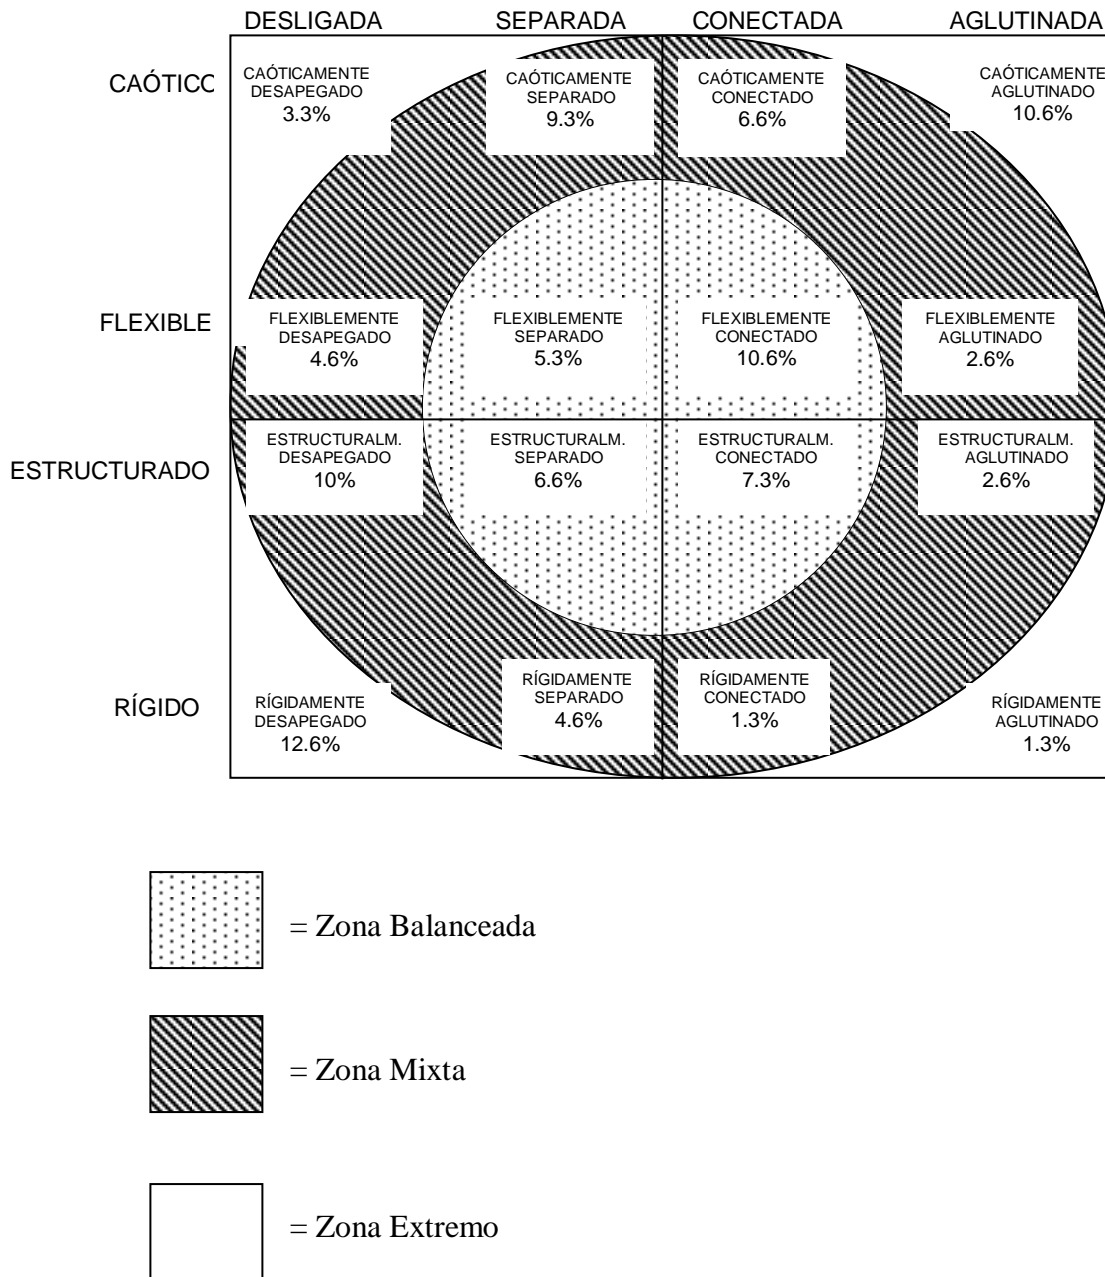 DESLIGADA SEPARADA CONECTADA AGLUTINADA
CAÓTICC
CAÓTICAMENTE
DESAPEGADO
3.3%
CAÓTICAMENTE
SEPARADO
9.3%
CAÓTICAMENTE
CONECTADO
6.6%
CAÓTICAMENTE
AGLUTINADO
10.6%
FLEXIBLE
FLEXIBLEMENTE
DESAPEGADO
4.6%
FLEXIBLEMENTE
SEPARADO
5.3%
FLEXIBLEMENTE
CONECTADO
10.6%
FLEXIBLEMENTE
AGLUTINADO
2.6%
ESTRUCTURADO
ESTRUCTURALM.
DESAPEGADO
10%
ESTRUCTURALM.
SEPARADO
6.6%
ESTRUCTURALM.
CONECTADO
7.3%
ESTRUCTURALM.
AGLUTINADO
2.6%
RÍGIDO
RÍGIDAMENTE
DESAPEGADO
12.6%
RÍGIDAMENTE
SEPARADO
4.6%
RÍGIDAMENTE
CONECTADO
1.3%
RÍGIDAMENTE
AGLUTINADO
1.3%
= Zona Balanceada
= Zona Mixta
= Zona Extremo